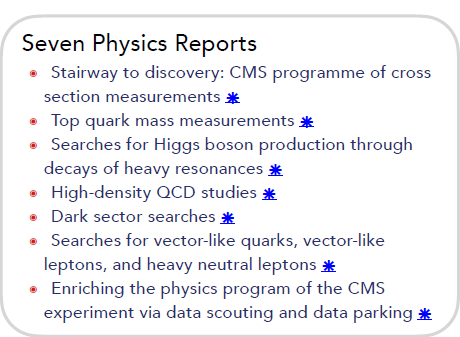 Seven Physics Reports
• Stairway to discovery: CMS programme of cross
section measurements *
• Top quark mass measurements *
• Searches for Higgs boson production through
decays of heavy resonances *
• High-density QCD studies *
• Dark sector searches *
• Searches for vector-like quarks, vector-like
leptons, and heavy neutral leptons *
• Enriching the physics program of the CMS
experiment via data scouting and data parking *